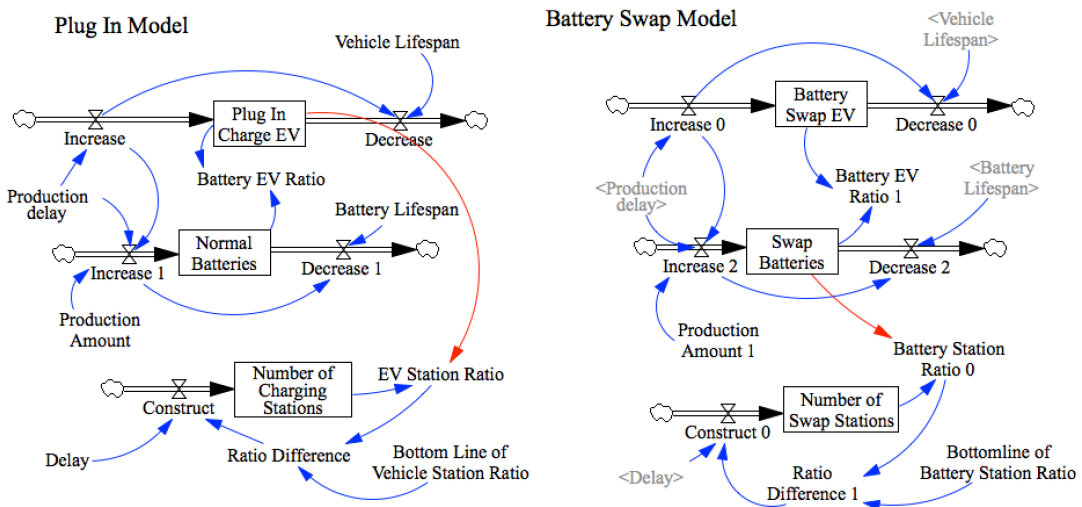 Plug In Model
Vehicle Lifespan
Plug In
Charge EV
Increase
Decrease
Battery EV Ratio
Production
delay
Battery Lifespan
Normal
Batteries
Increase 1
Decrease 1
Production
Amount
Number of
Charging
Stations
EV Station Ratio
Construct
Delay
Ratio Difference
Bottom Line of
Vehicle Station Ratio
Battery Swap Model
<Vehicle
Lifespan>
Battery
Swap EV
Increase 0
Decrease 0
<Production
delay>
Battery EV
Ratio 1
<Battery
Lifespan>
Swap
Batteries
Increase 2
Decrease 2
Production
Amount 1
Battery Station
Ratio 0
Number of
Swap Stations
Construct 0
<Delay>
Ratio
Difference 1
Bottomline of
Battery Station Ratio